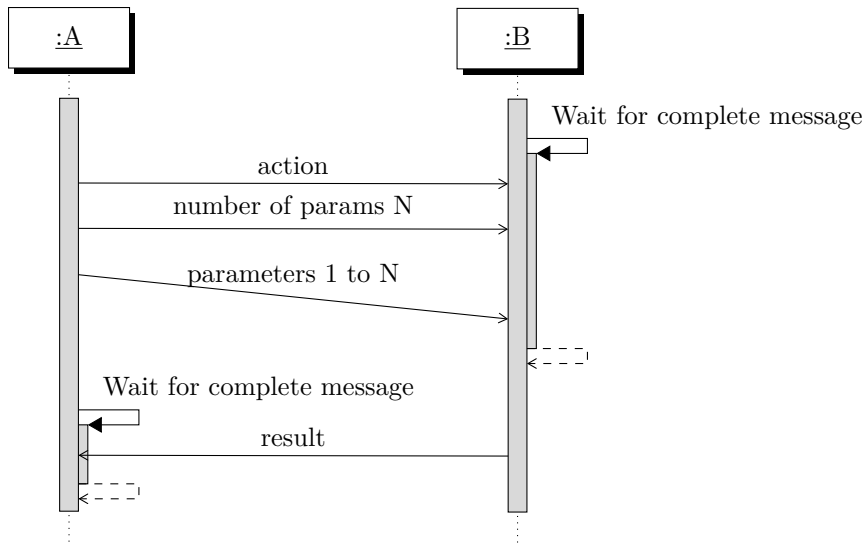 :A
:B
Wait for complete message
action
number of params N
parameters 1 to N
Wait for complete message
result